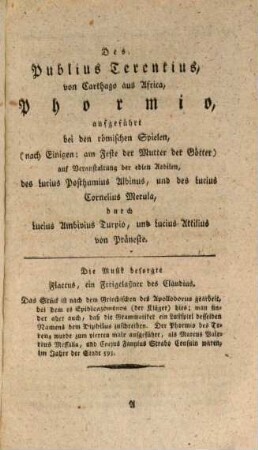 Des
Publius Terentius,
von Carthago aus Africa,
Phormio,
aufgeführt
bei den römischen Spielen,
(nach Einigen: am Feste der Mutter der Götter)
auf Veranstaltung der edlen Aedilen,
des Lucius Posthumius Albinus, und des Lucius
Cornelius Merula,
durch
Lucius Ambivius Turpio, und Lucius Attilius
von Präneste.
Die Musik besorgte
Flaccus, ein Freigelaßner des Claudius.
Das Stück ist nach dem Griechischen des Apollodorus gearbeit,
bei dem es Epidicazomenos (der Kläger) hies; man fin-
det aber auch, daß die Grammatiker ein Lustspiel desselben
Namens dem Diphilus zuschreiben. Der Phormio des Te-
renz wurde zum vierten male aufgeführt, als Marcus Vale-
rius Messalla, und Cneius Fannius Strabo Consuln waren,
im Jahre der Stadt 591.
A